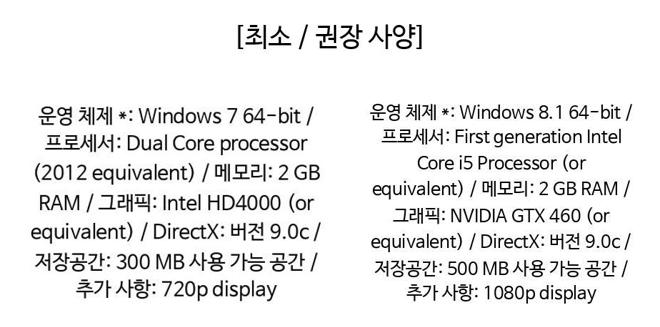 [최소 / 권장 사양]
운영 체제 *: Windows 7 64-bit /
프로세서: Dual Core processor
(2012 equivalent) / 메모리: 2 GB
RAM / 그래픽: Intel HD4000 (or
equivalent) / DirectX: 버전 9.0c /
저장공간: 300 MB 사용 가능 공간 /
추가 사항: 720p display
운영 체제 *: Windows 8.1 64-bit /
프로세서: First generation Intel
Core i5 Processor (or
equivalent) / 메모리: 2 GB RAM /
그래픽: NVIDIA GTX 460 (or
equivalent) / DirectX: 버전 9.0c /
저장공간: 500 MB 사용 가능 공간 /
추가 사항: 1080p display